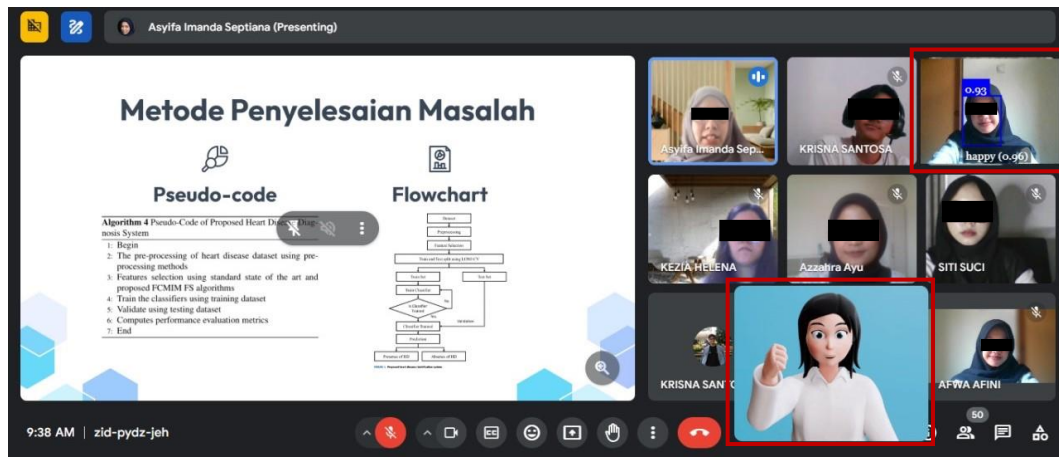 Asyifa Imanda Septiana (Presenting)
Metode Penyelesaian Masalah
Pseudo-code
Flowchart
Algorithm 4 Pseudo-Code of Proposed Heart
nosis System
1: Begin
2: The pre-processing of heart disease dataset using pre-
processing methods
3: Features selection using standard state of the art and
proposed FCMIM FS algorithms
4: Train the classifiers using training dataset
5: Validate using testing dataset
6: Computes performance evaluation metrics
7: End
Preprocessing
Prediction
Asyifa Imanda Sep...
KRISNA SANTOSA
0.93
happy (0.96)
KEZIA HELENA
Azzahra Ayu
SITI SUCI
KRISNA SANTO
AFWA AFINI
9:38 AM | zid-pydz-jeh
50